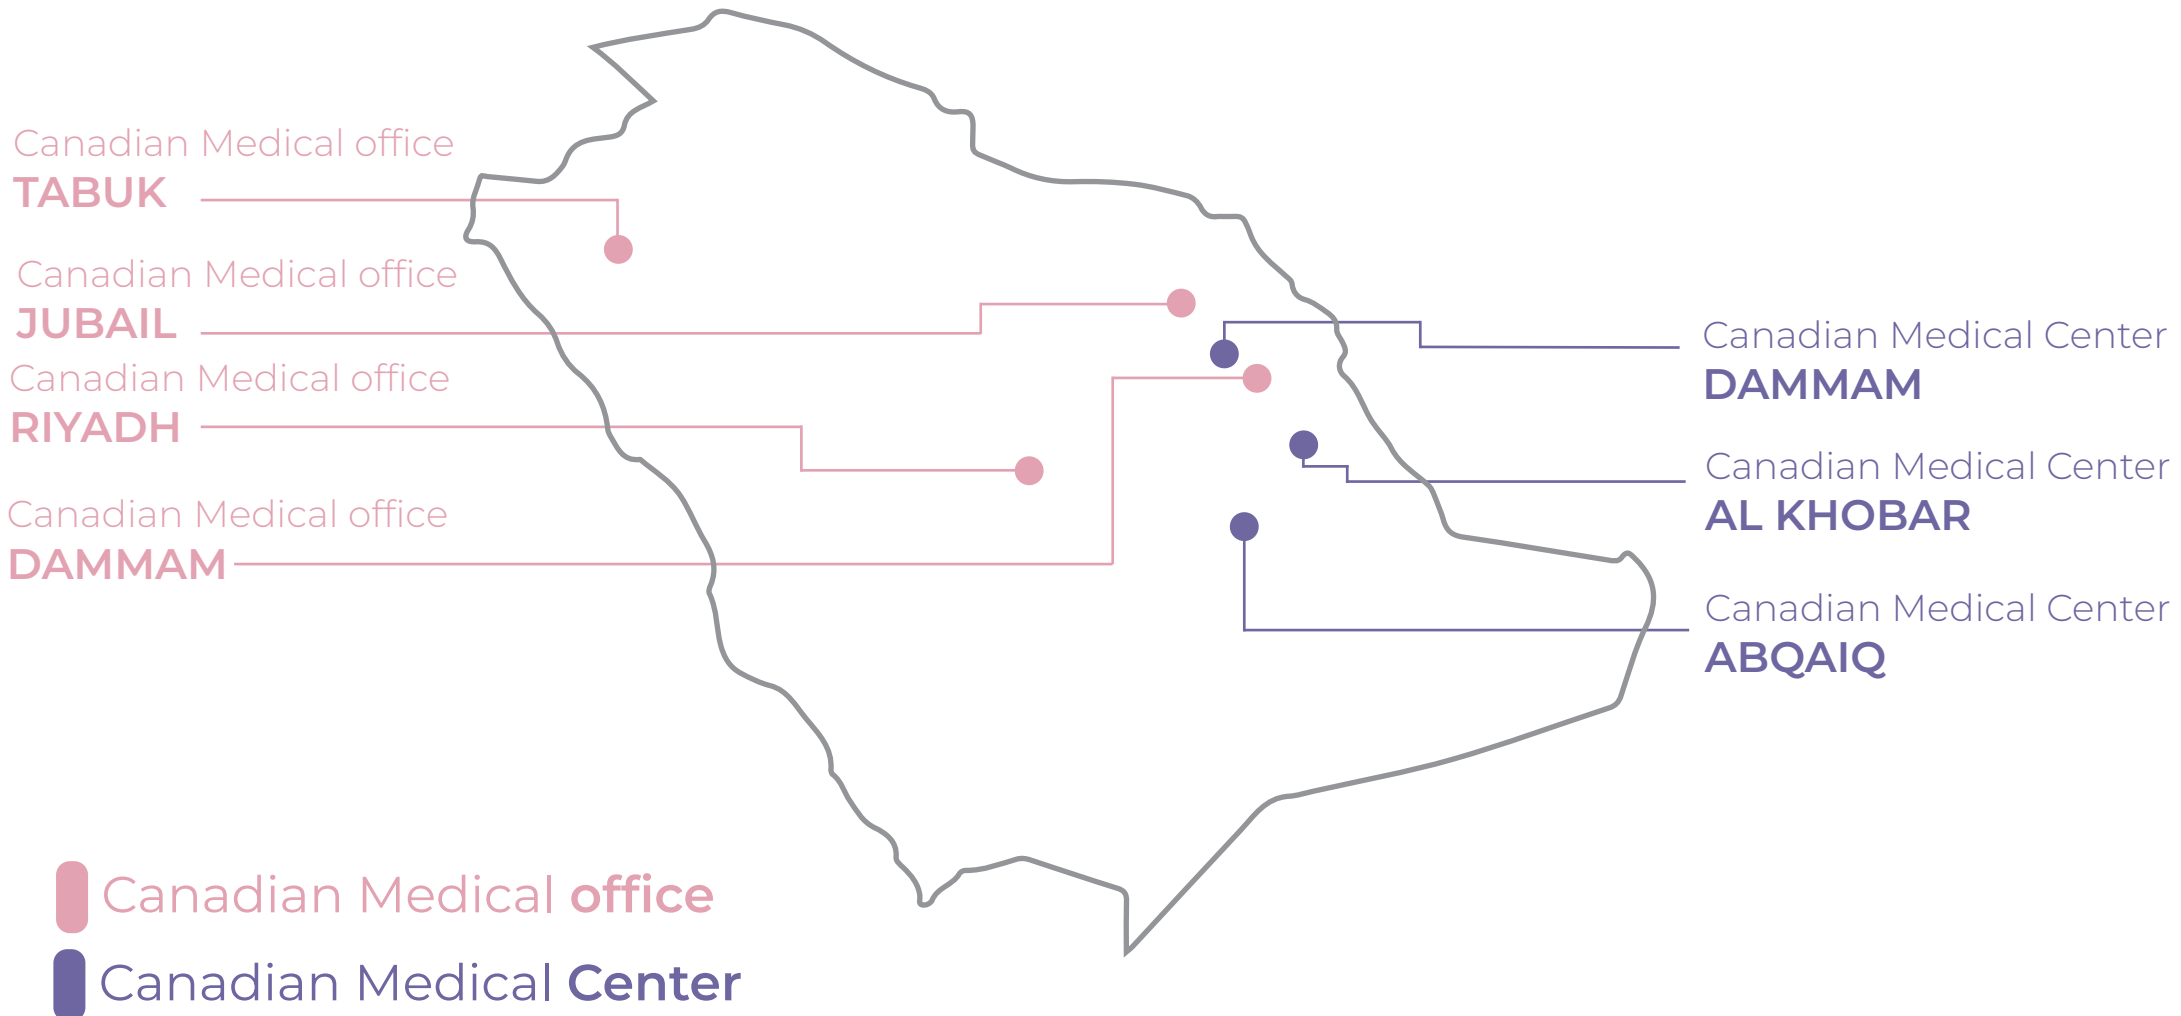 Canadian Medical office
TABUK
Canadian Medical office
JUBAIL
Canadian Medical office
RIYADH
Canadian Medical office
DAMMAM
Canadian Medical Center
DAMMAM
Canadian Medical Center
AL KHOBAR
Canadian Medical Center
ABQAIQ
Canadian Medical office
Canadian Medical Center